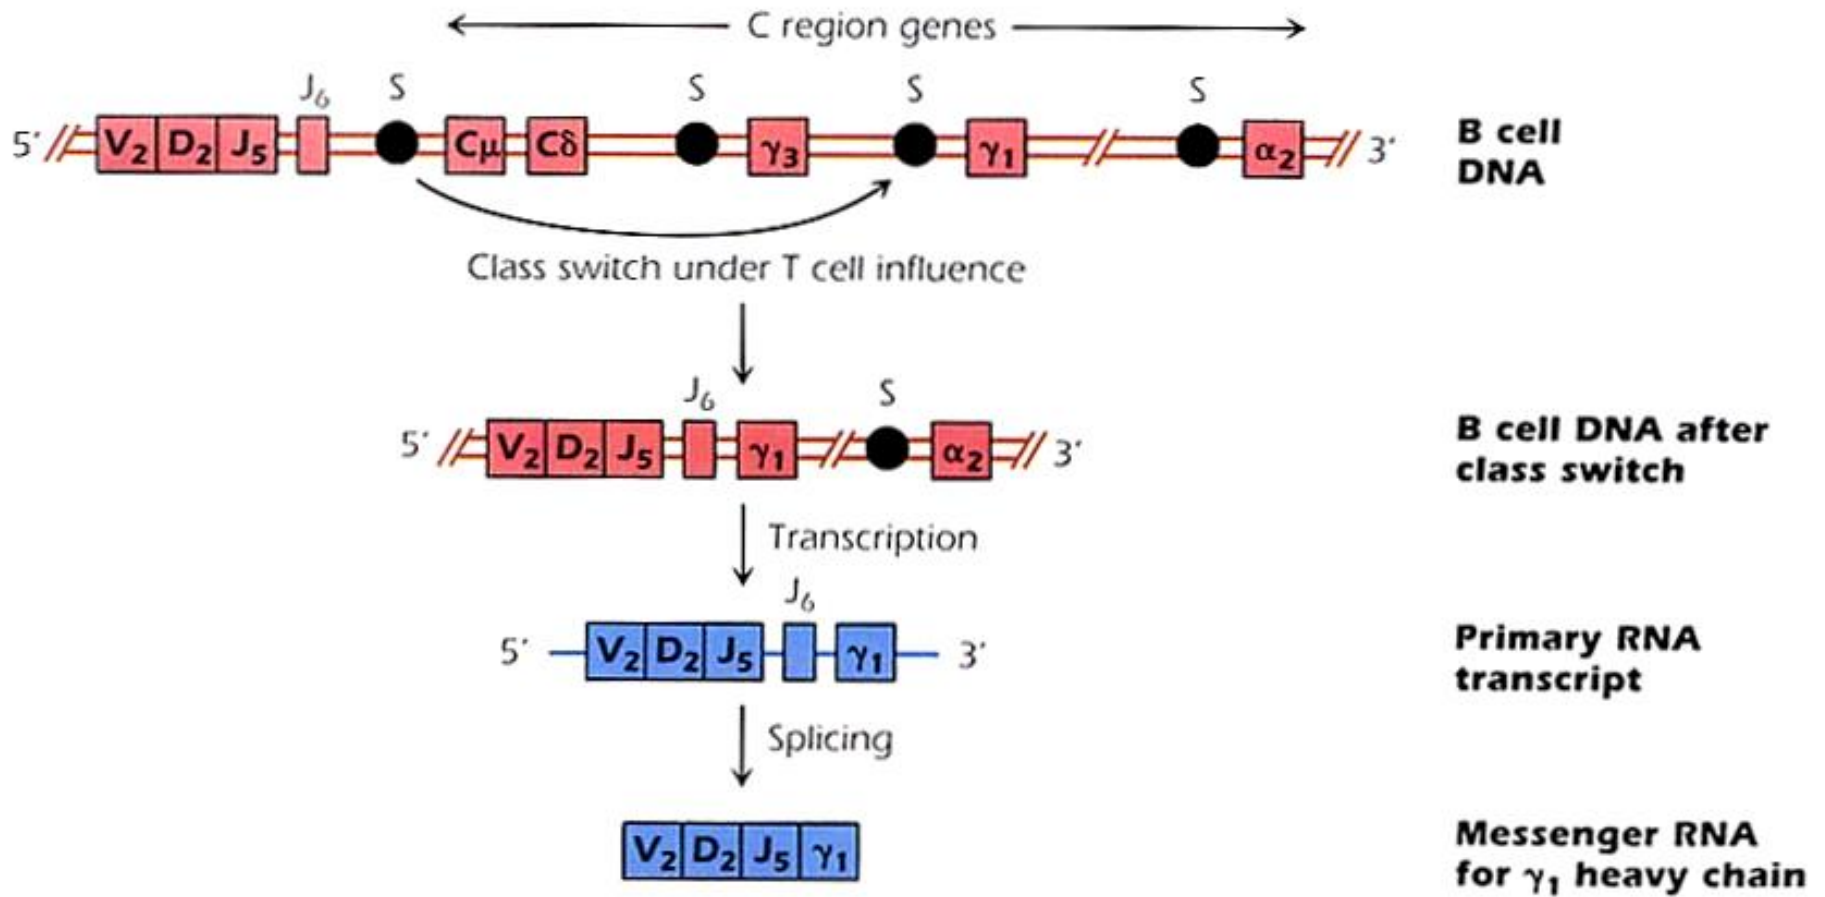 C region genes
J₆ S S S S
5′ V₂ D₂ J₅ Cμ Cδ γ₃ γ₁ α₂ 3′
B cell
DNA
Class switch under T cell influence
J₆ S
5′ V₂ D₂ J₅ γ₁ α₂ 3′
B cell DNA after
class switch
Transcription
J₆
5′ V₂ D₂ J₅ γ₁ 3′
Primary RNA
transcript
Splicing
V₂ D₂ J₅ γ₁
Messenger RNA
for γ₁ heavy chain